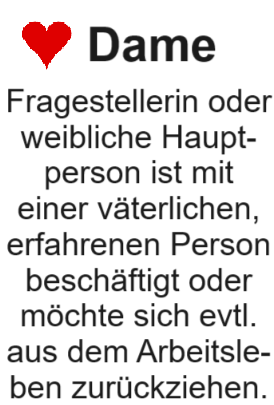 Dame
Fragestellerin oder
weibliche Haupt-
person ist mit
einer väterlichen,
erfahrenen Person
beschäftigt oder
möchte sich evtl.
aus dem Arbeitsle-
ben zurückziehen.